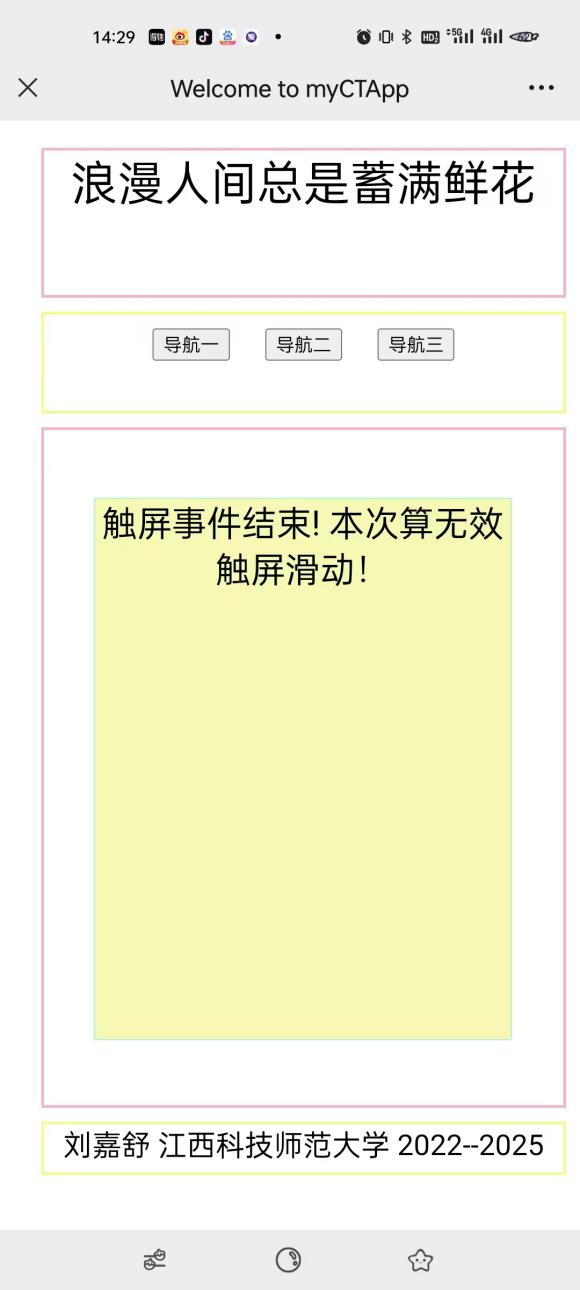 14:29
Welcome to myCTApp
浪漫人间总是蓄满鲜花
导航一 导航二 导航三
触屏事件结束! 本次算无效
触屏滑动！
刘嘉舒 江西科技师范大学 2022--2025